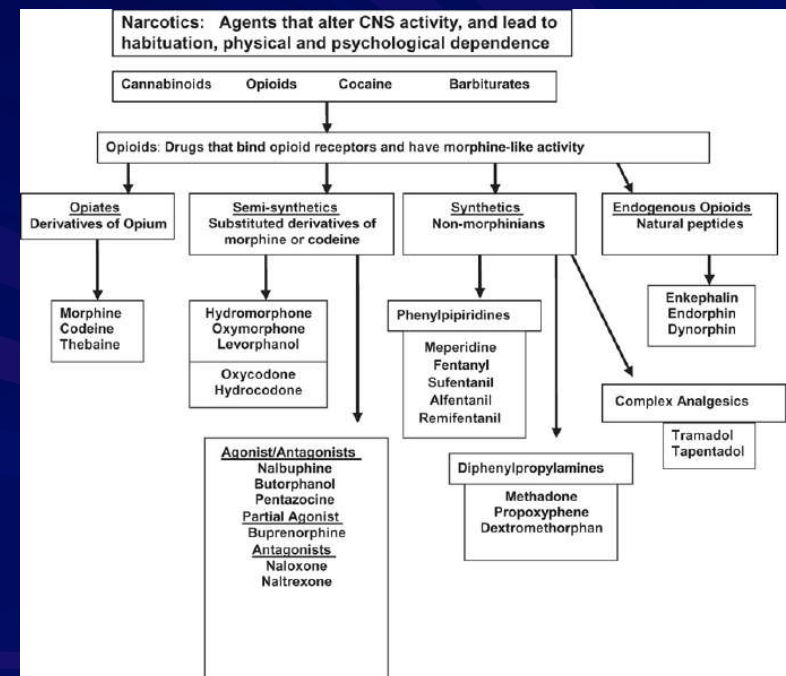 Narcotics: Agents that alter CNS activity, and lead to
habituation, physical and psychological dependence
Cannabinoids Opioids Cocaine Barbiturates
Opioids: Drugs that bind opioid receptors and have morphine-like activity
Opiates
Derivatives of Opium
Semi-synthetics
Substituted derivatives of
morphine or codeine
Synthetics
Non-morphinians
Endogenous Opioids
Natural peptides
Morphine
Codeine
Thebaine
Hydromorphone
Oxymorphone
Levorphanol
Oxycodone
Hydrocodone
Phenylpipiridines
Meperidine
Fentanyl
Sufentanil
Alfentanil
Remifentanil
Enkephalin
Endorphin
Dynorphin
Complex Analgesics
Tramadol
Tapentadol
Agonist/Antagonists
Nalbuphine
Butorphanol
Pentazocine
Partial Agonist
Buprenorphine
Antagonists
Naloxone
Naltrexone
Diphenylpropylamines
Methadone
Propoxyphene
Dextromethorphan